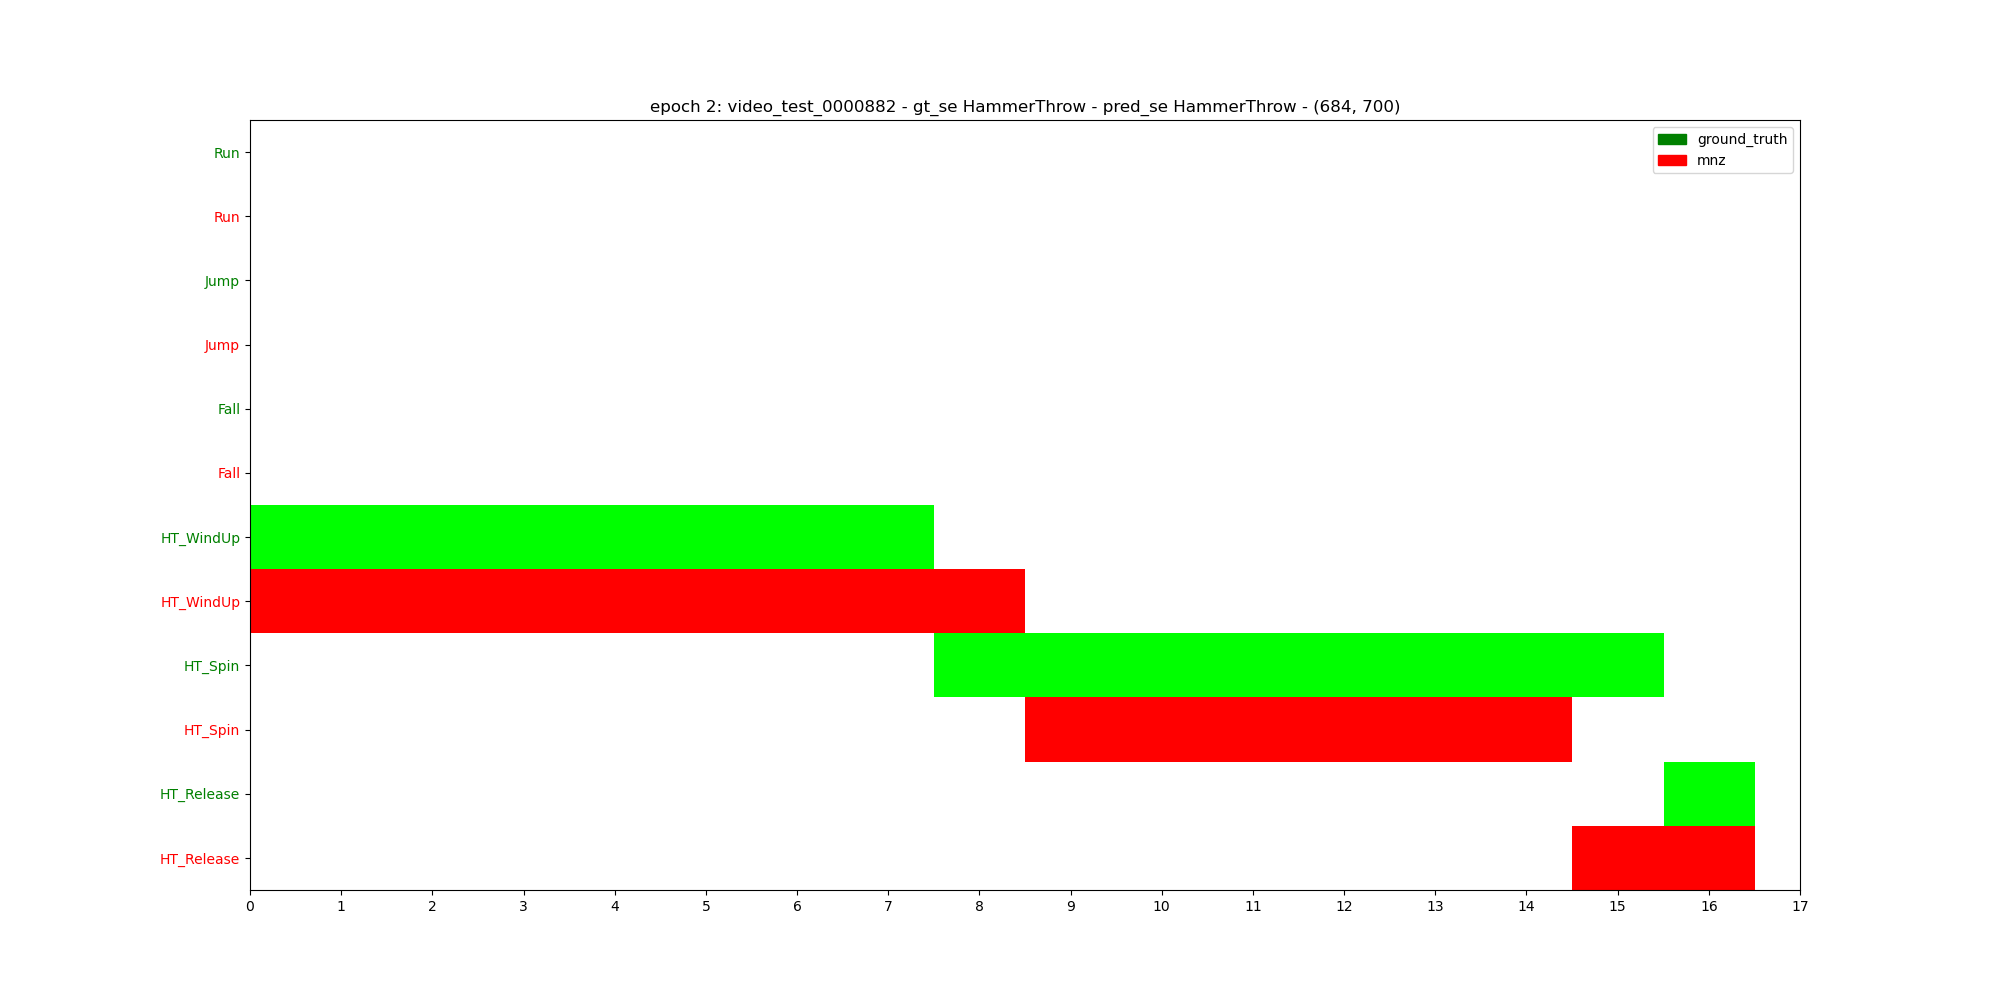 epoch 2: video_test_0000882 - gt_se HammerThrow - pred_se HammerThrow - (684, 700)
ground_truth
mnz
Run
Run
Jump
Jump
Fall
Fall
HT_WindUp
HT_WindUp
HT_Spin
HT_Spin
HT_Release
HT_Release
0 1 2 3 4 5 6 7 8 9 10 11 12 13 14 15 16 17